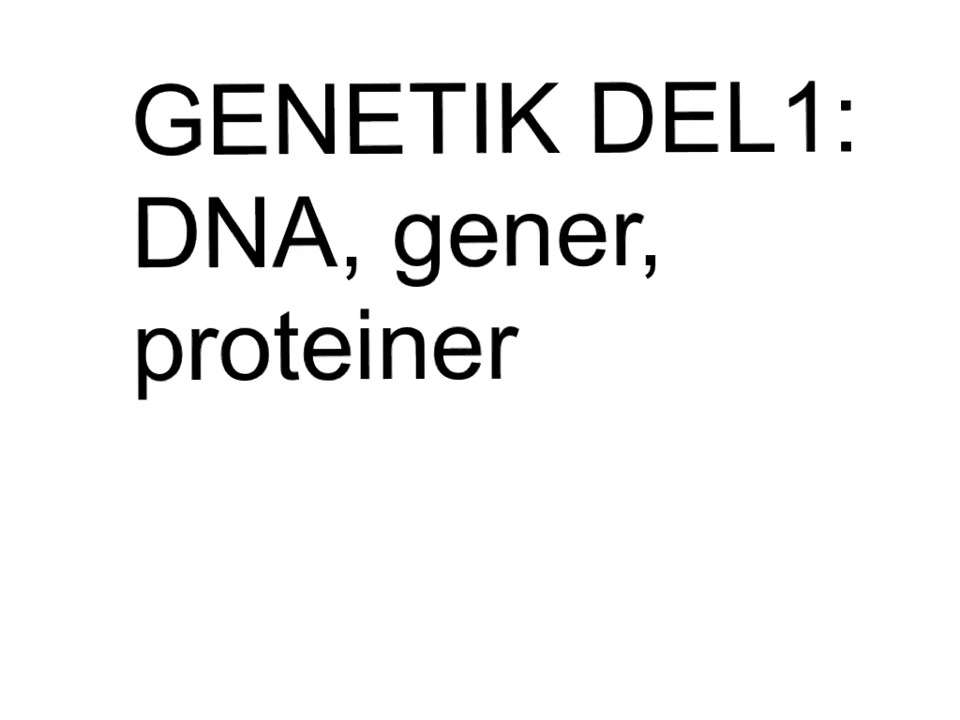 GENETIK DEL1:
DNA, gener,
proteiner